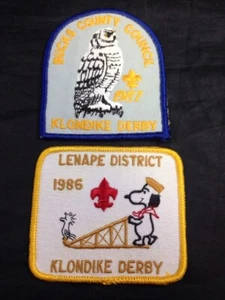 BUCKS COUNTY COUNCIL
1987
KLONDIKE DERBY
LENAPE DISTRICT
1986
KLONDIKE DERBY